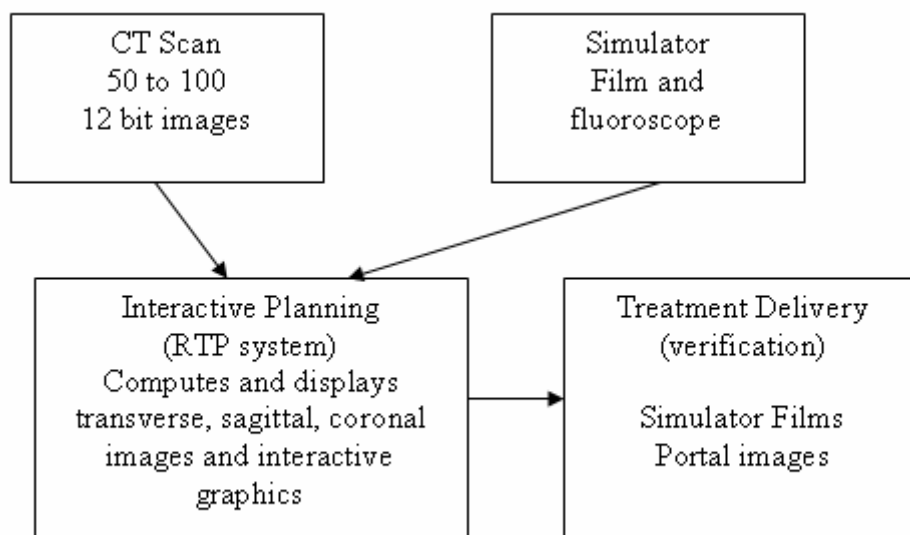 CT Scan
50 to 100
12 bit images
Simulator
Film and
fluoroscope
Interactive Planning
(RTP system)
Computes and displays
transverse, sagittal, coronal
images and interactive
graphics
Treatment Delivery
(verification)
Simulator Films
Portal images